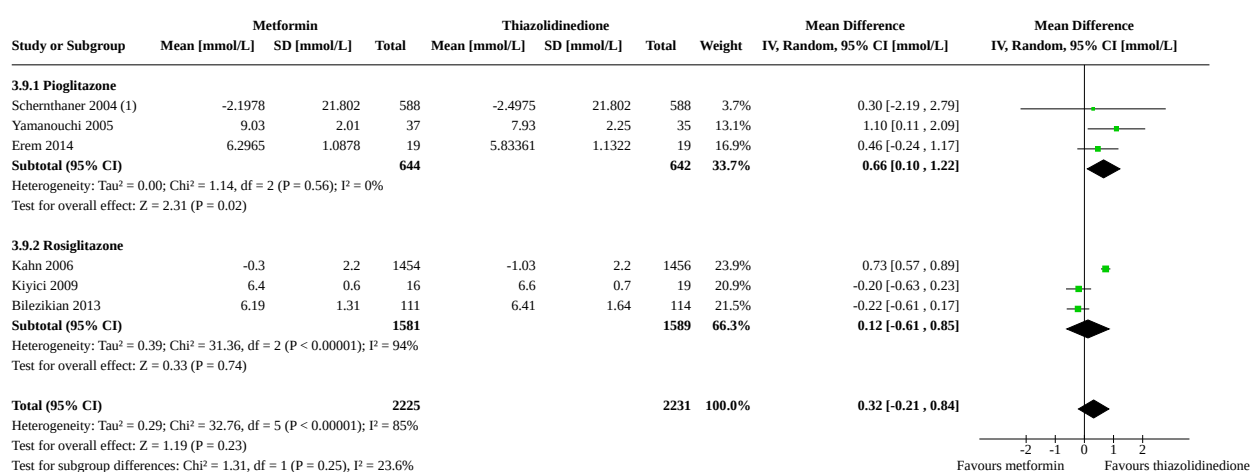 Metformin Thiazolidinedione Mean Difference Mean Difference
Study or Subgroup Mean [mmol/L] SD [mmol/L] Total Mean [mmol/L] SD [mmol/L] Total Weight IV, Random, 95% CI [mmol/L] IV, Random, 95% CI [mmol/L]
3.9.1 Pioglitazone
Schernthaner 2004 (1) -2.1978 21.802 588 -2.4975 21.802 588 3.7% 0.30 [-2.19 , 2.79]
Yamanouchi 2005 9.03 2.01 37 7.93 2.25 35 13.1% 1.10 [0.11 , 2.09]
Erem 2014 6.2965 1.0878 19 5.83361 1.1322 19 16.9% 0.46 [-0.24 , 1.17]
Subtotal (95% CI) 644 642 33.7% 0.66 [0.10 , 1.22]
Heterogeneity: Tau² = 0.00; Chi² = 1.14, df = 2 (P = 0.56); I² = 0%
Test for overall effect: Z = 2.31 (P = 0.02)
3.9.2 Rosiglitazone
Kahn 2006 -0.3 2.2 1454 -1.03 2.2 1456 23.9% 0.73 [0.57 , 0.89]
Kiyici 2009 6.4 0.6 16 6.6 0.7 19 20.9% -0.20 [-0.63 , 0.23]
Bilezikian 2013 6.19 1.31 111 6.41 1.64 114 21.5% -0.22 [-0.61 , 0.17]
Subtotal (95% CI) 1581 1589 66.3% 0.12 [-0.61 , 0.85]
Heterogeneity: Tau² = 0.39; Chi² = 31.36, df = 2 (P < 0.00001); I² = 94%
Test for overall effect: Z = 0.33 (P = 0.74)
Total (95% CI) 2225 2231 100.0% 0.32 [-0.21 , 0.84]
Heterogeneity: Tau² = 0.29; Chi² = 32.76, df = 5 (P < 0.00001); I² = 85%
Test for overall effect: Z = 1.19 (P = 0.23) -2 -1 0 1 2
Test for subgroup differences: Chi² = 1.31, df = 1 (P = 0.25), I² = 23.6% Favours metformin Favours thiazolidinedione